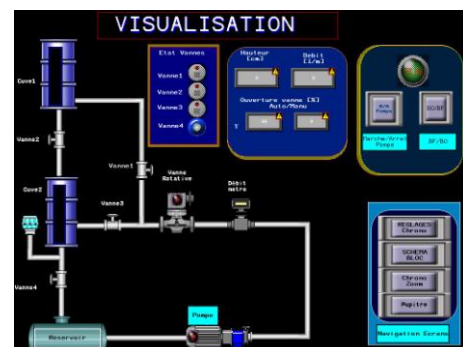 VISUALISATION
Etat Vannes
Vanne1
Vanne2
Vanne3
Vanne4
Hauteur
[cm]
Debit
[l/m]
Ouverture vanne [%]
Auto/Manu
Marche/Arret
Pompe
BF/BO
Cuve1
Vanne2
Vanne1
Cuve2
Vanne3
Vanne
Rotative
Débit
metre
Vanne4
Pompe
Reservoir
REGLAGES
Chrono
SCHEMA
BLOC
Chrono
Zoom
Pupitre
Navigation Ecrans